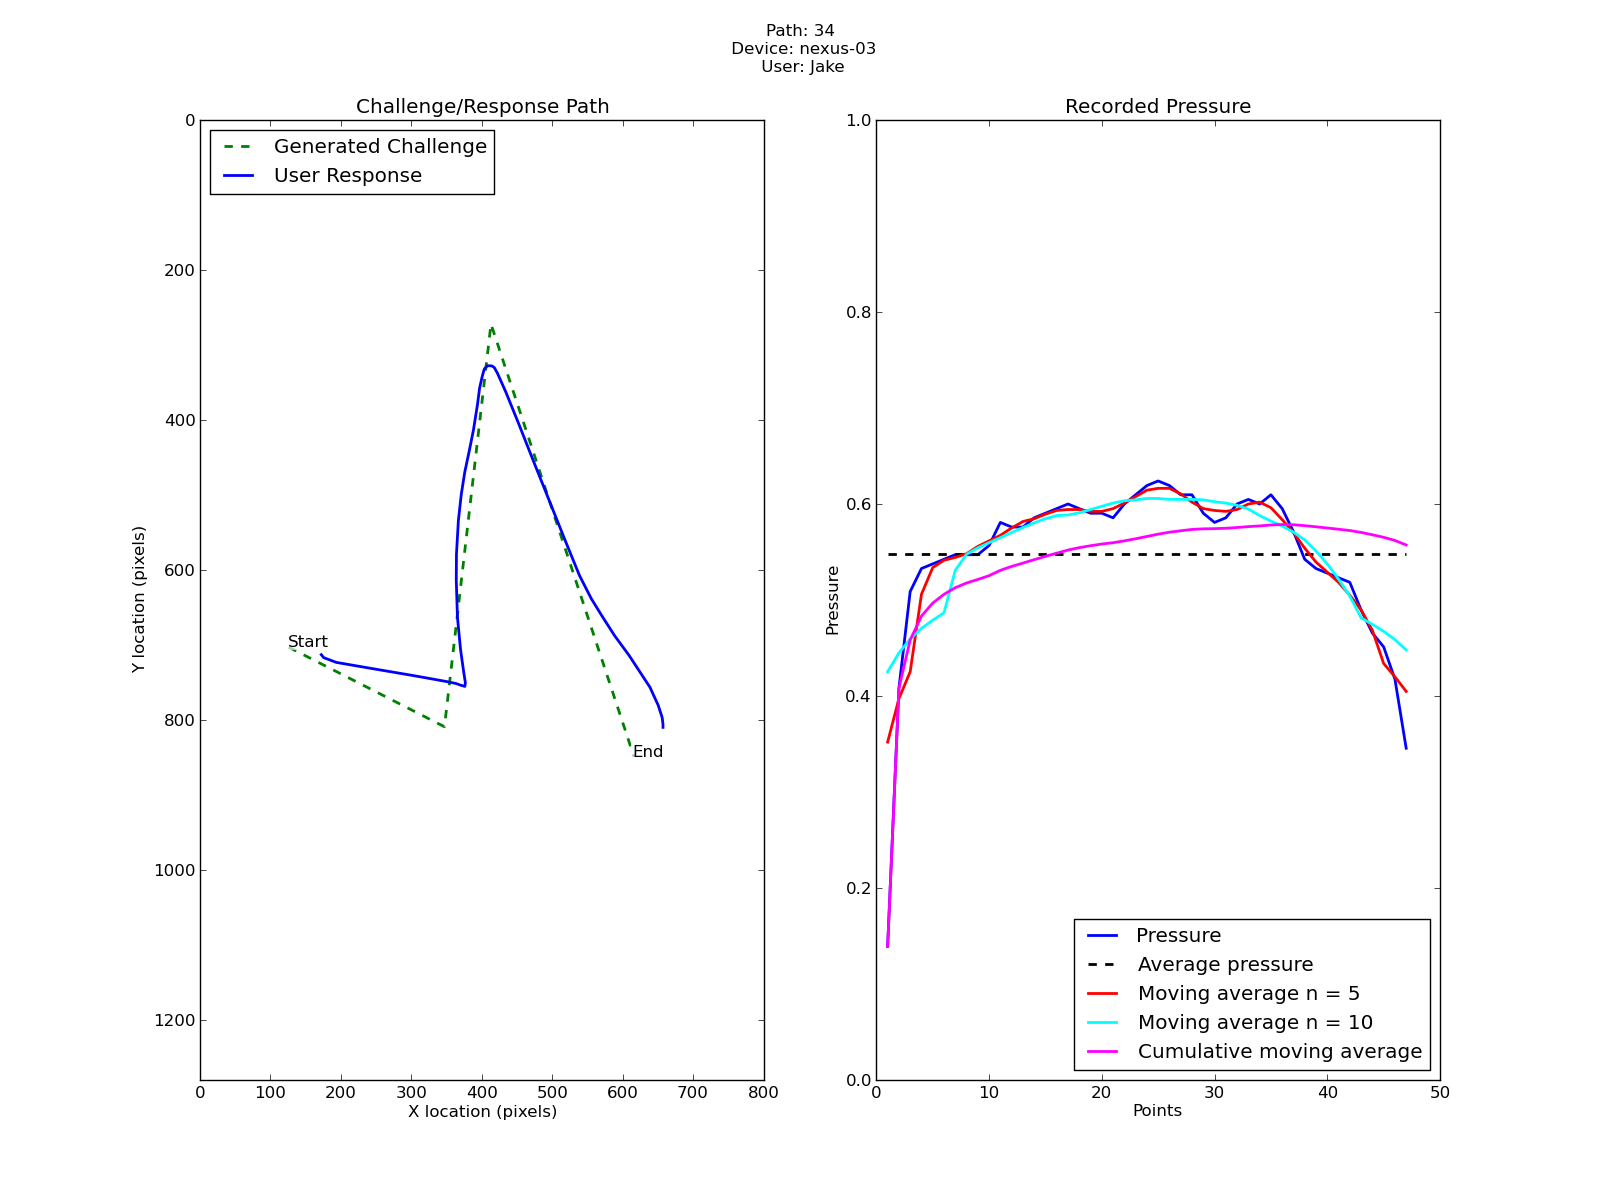 Path: 34
Device: nexus-03
User: Jake
Challenge/Response Path
Generated Challenge
User Response
Start
End
0
200
400
600
800
1000
1200
Y location (pixels)
0 100 200 300 400 500 600 700 800
X location (pixels)
Recorded Pressure
1.0
0.8
0.6
0.4
0.2
0.0
Pressure
Pressure
Average pressure
Moving average n = 5
Moving average n = 10
Cumulative moving average
0 10 20 30 40 50
Points